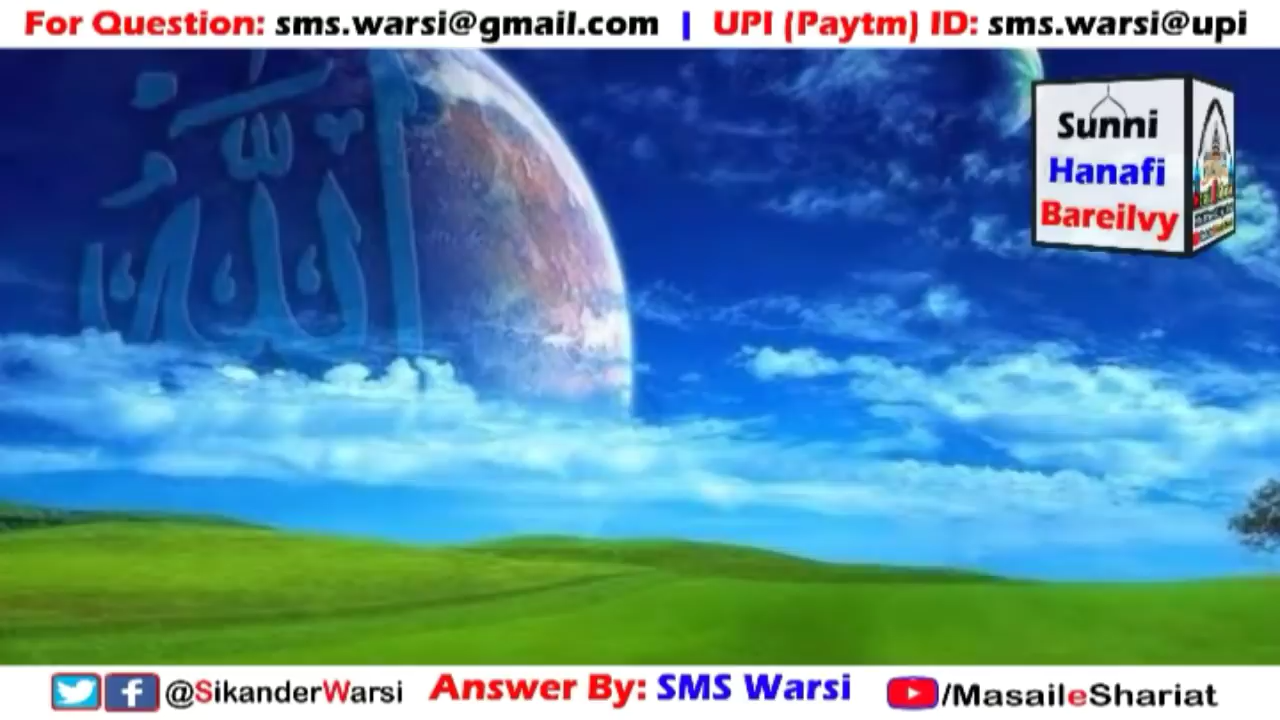 For Question: sms.warsi@gmail.com | UPI (Paytm) ID: sms.warsi@upi
الله
Sunni
Hanafi
Bareilvy
@SikanderWarsi
Answer By: SMS Warsi
/MasaileShariat